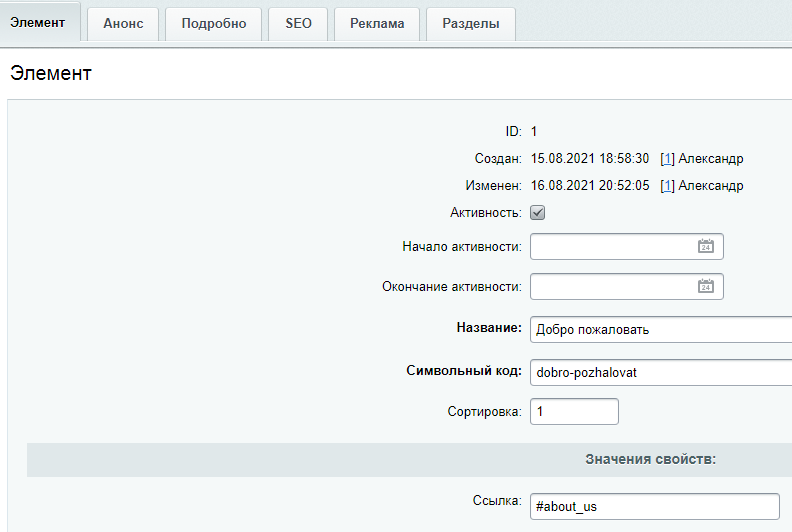 Элемент Анонс Подробно SEO Реклама Разделы
Элемент
ID: 1
Создан: 15.08.2021 18:58:30 [1] Александр
Изменен: 16.08.2021 20:52:05 [1] Александр
Активность:
Начало активности: 24
Окончание активности: 24
Название: Добро пожаловать
Символьный код: dobro-pozhalovat
Сортировка: 1
Значения свойств:
Ссылка: #about_us